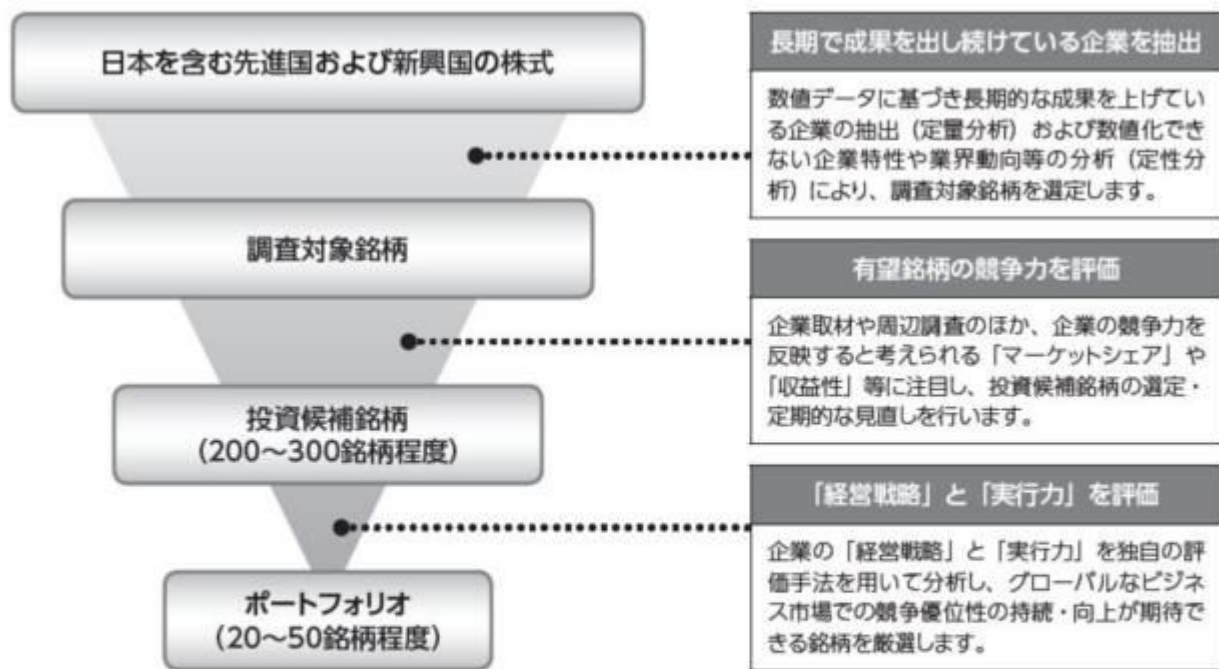 日本を含む先進国および新興国の株式
長期で成果を出し続けている企業を抽出
数値データに基づき長期的な成果を上げてい
る企業の抽出（定量分析）および数値化でき
ない企業特性や業界動向等の分析（定性分
析）により、調査対象銘柄を選定します。
調査対象銘柄
有望銘柄の競争力を評価
企業取材や周辺調査のほか、企業の競争力を
反映すると考えられる「マーケットシェア」や
「収益性」等に注目し、投資候補銘柄の選定・
定期的な見直しを行います。
投資候補銘柄
（200〜300銘柄程度）
「経営戦略」と「実行力」を評価
企業の「経営戦略」と「実行力」を独自の評
価手法を用いて分析し、グローバルなビジネ
ス市場での競争優位性の持続・向上が期待で
きる銘柄を厳選します。
ポートフォリオ
（20〜50銘柄程度）